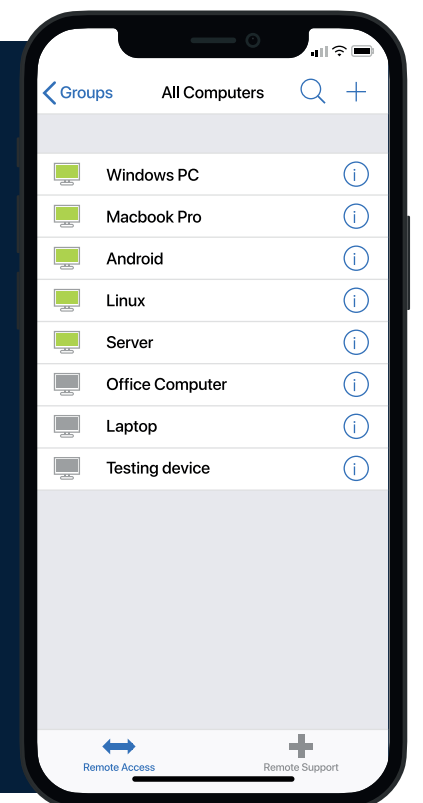 Groups All Computers
Windows PC
Macbook Pro
Android
Linux
Server
Office Computer
Laptop
Testing device
Remote Access Remote Support